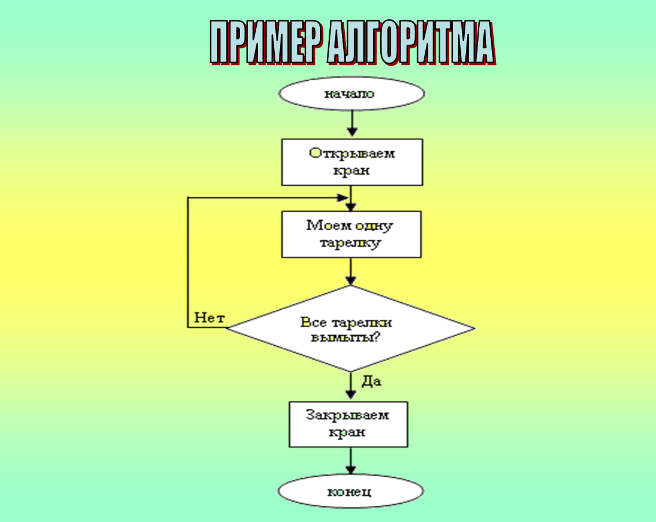 ПРИМЕР АЛГОРИТМА
начало
Открываем
кран
Моем одну
тарелку
Все тарелки
вымыты?
Нет
Да
Закрываем
кран
конец